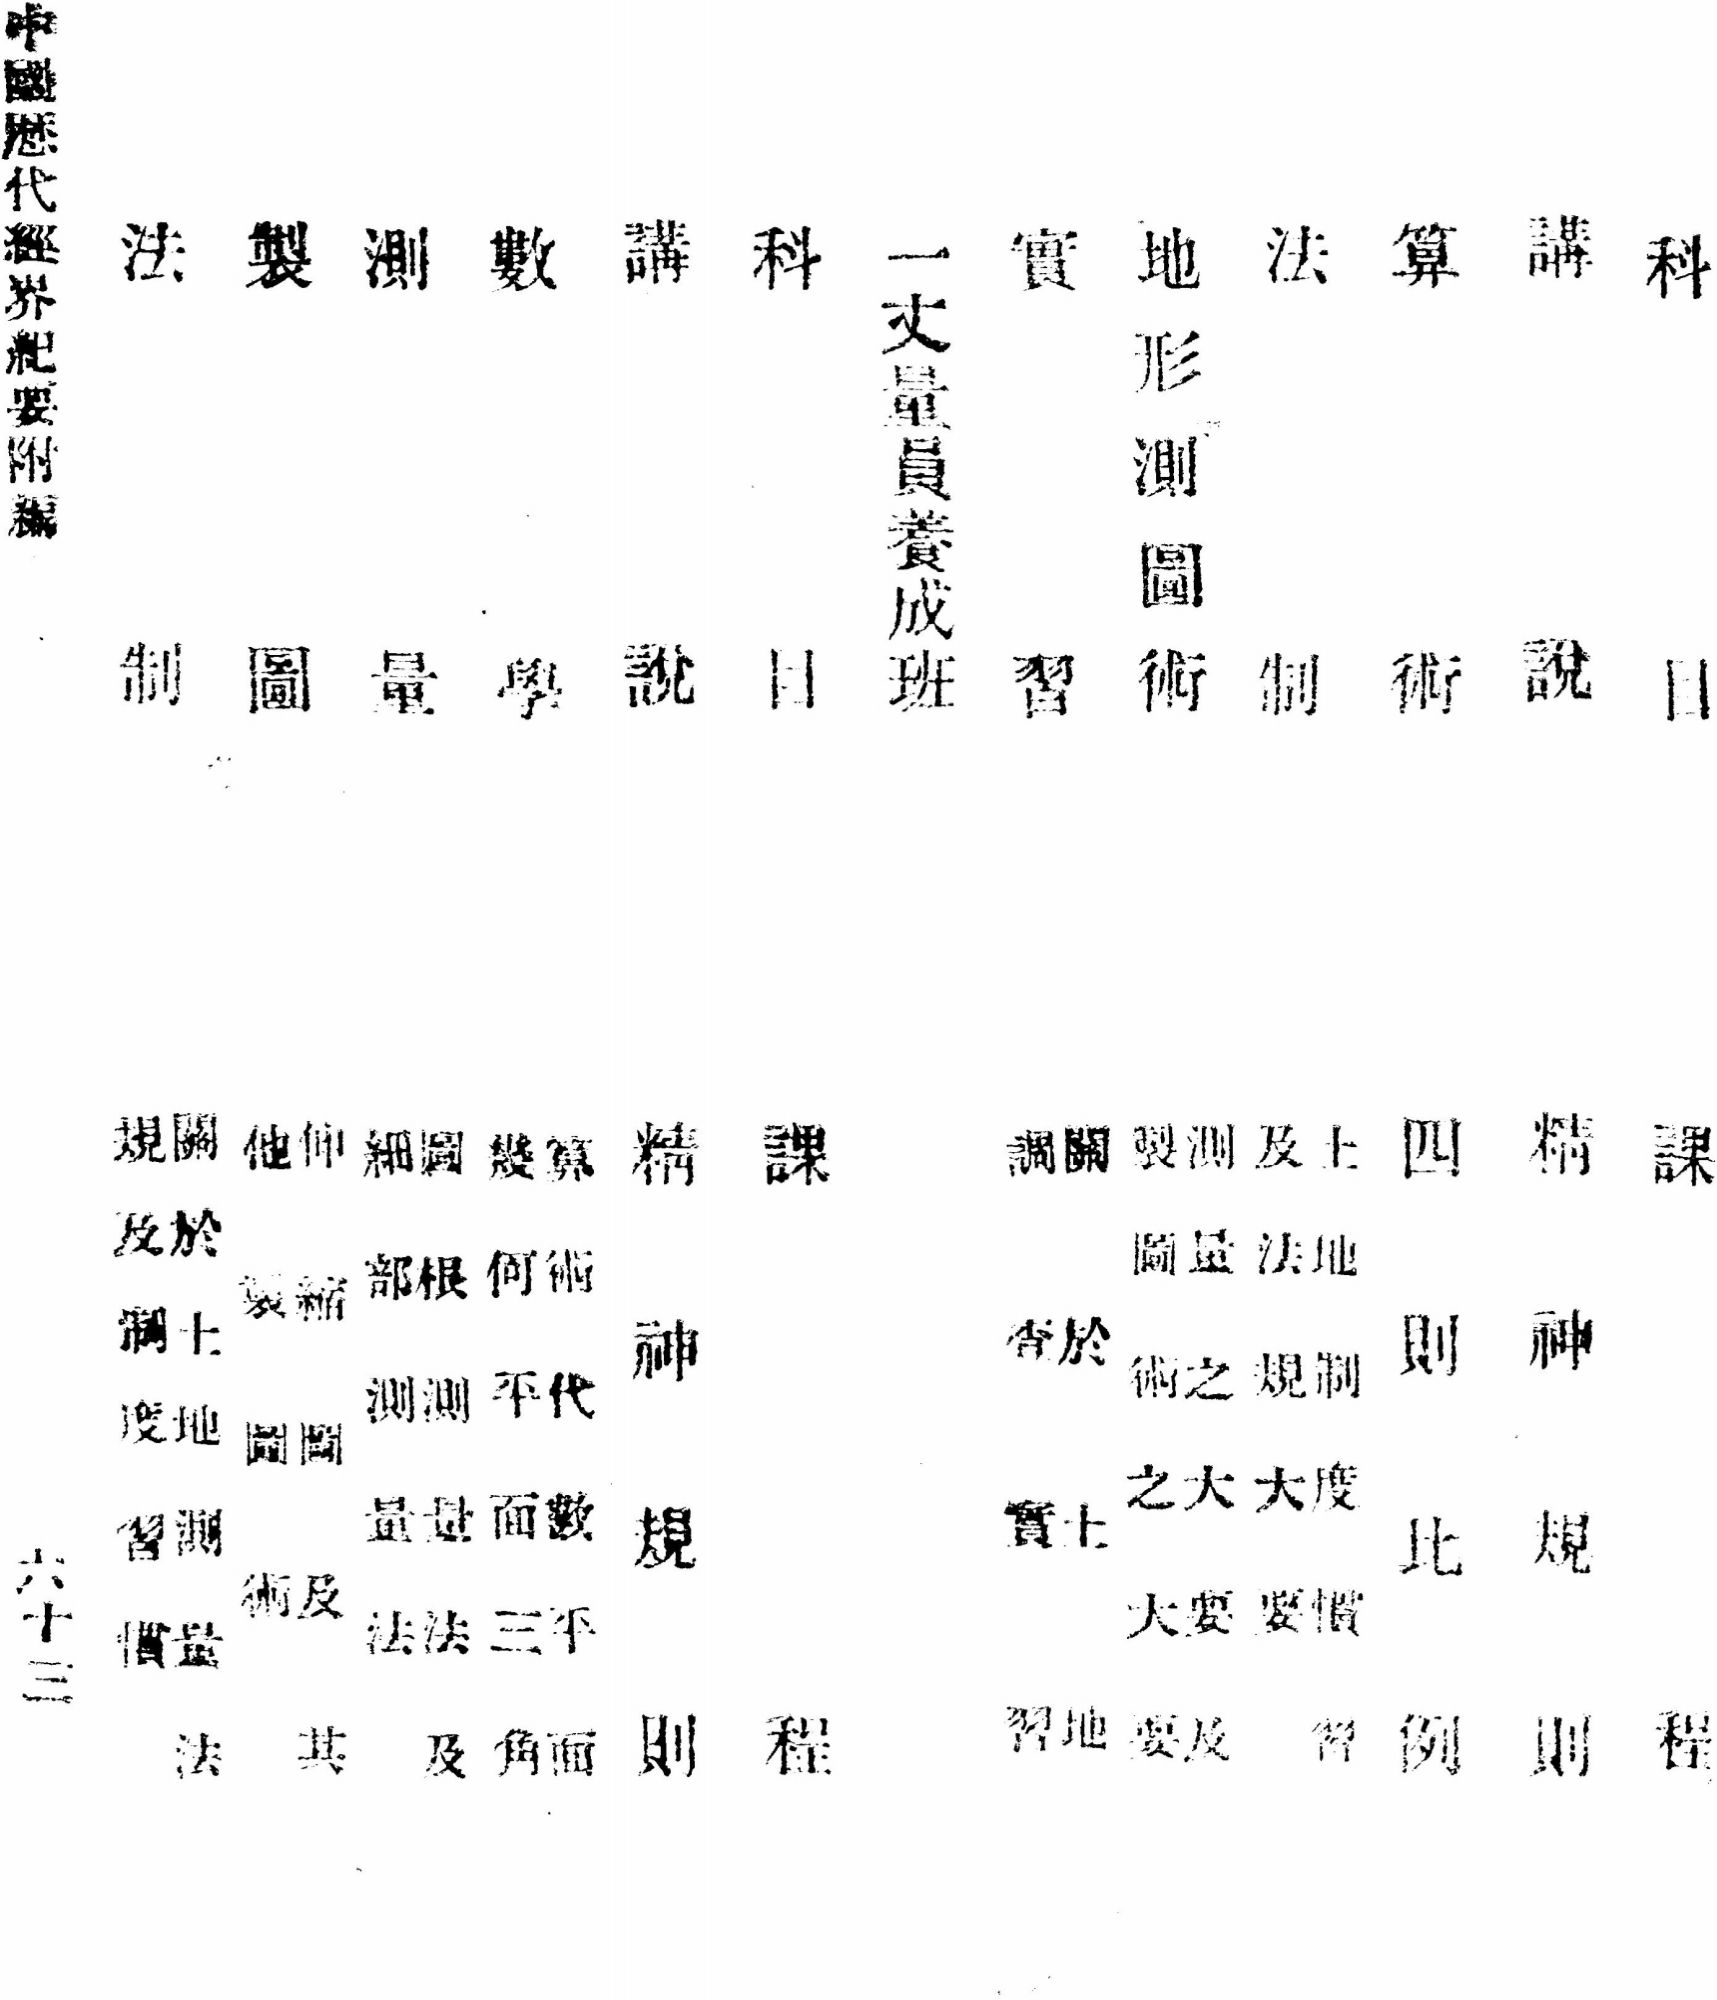 科目　課程
講說　精神規則
算術　四則比例
法制　土地制度慣習
及法規大要
地形測圖術　測量之大要及
製圖術之大要
實習　關於土地
調查實習
一丈量員養成班
科目　課程
講說　精神規則
數學　算術代數平面
幾何平面三角
測量　圖根測量法及
細部測量法
製圖　伸縮圖及其
他製圖術
法制　關於土地測量法
規及制度習慣
中國歷代經界紀要附編
六十三